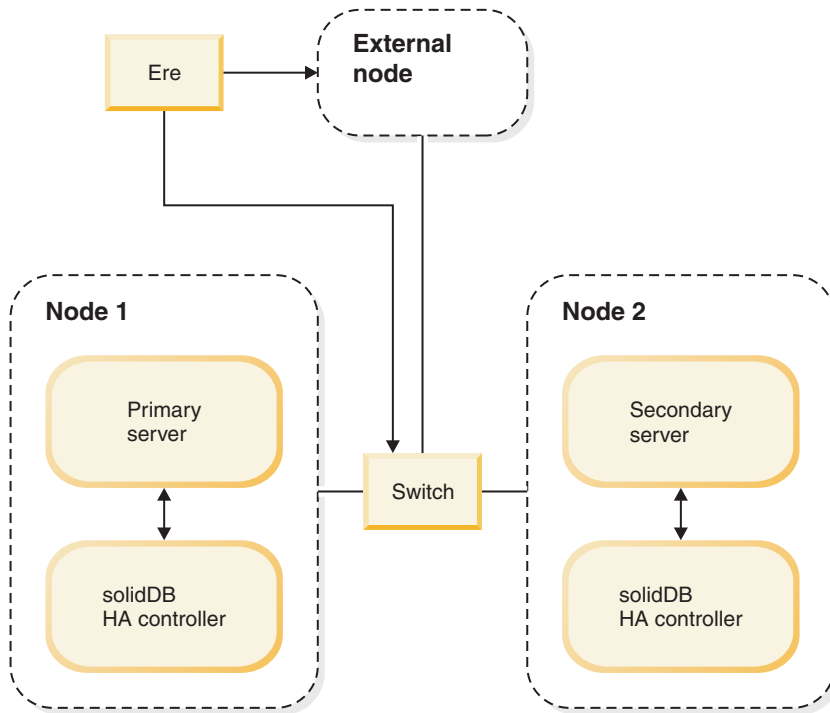 Ere
External
node
Node 1
Primary
server
solidDB
HA controller
Switch
Node 2
Secondary
server
solidDB
HA controller